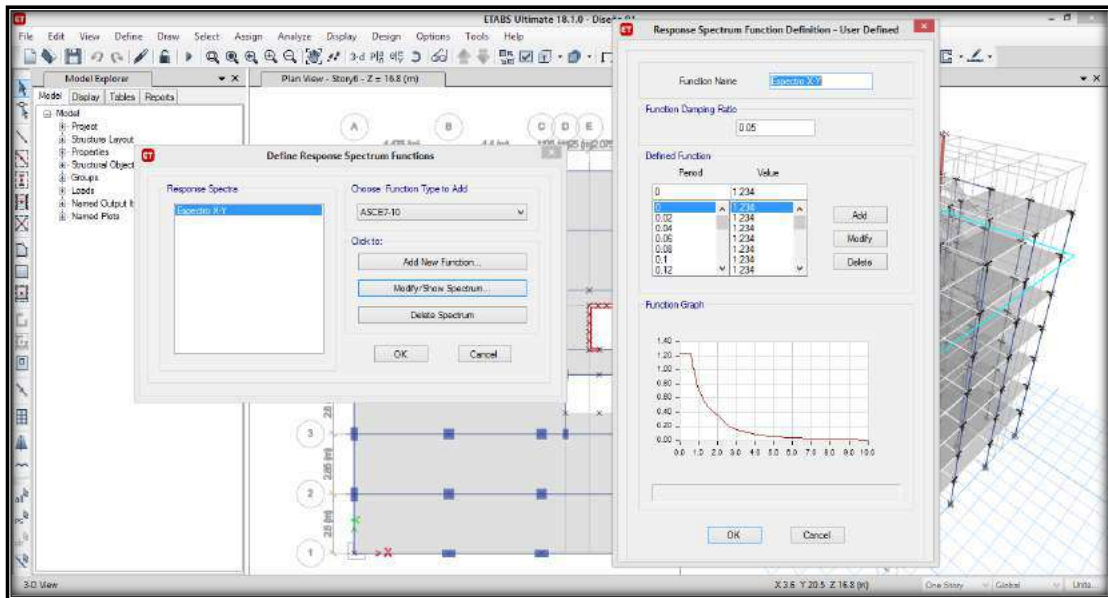 ETABS Ultimate 18.1.0 - Diseño
File Edit View Define Draw Select Assign Analyze Display Design Options Tools Help
Model Explorer
Model Display Tables Reports
Model
Project
Structure Layout
Properties
Structural Object
Groups
Loads
Named Output It
Named Plots
Plan View - Story6 - Z = 16.8 (m)
A B C D E
3
2
1
2.85 (m)
X
Define Response Spectrum Functions
Response Spectra
Espectro X-Y
Choose Function Type to Add
ASCE7-10
Click to:
Add New Function...
Modify/Show Spectrum...
Delete Spectrum
OK Cancel
Response Spectrum Function Definition - User Defined
Function Name Espectro X-Y
Function Damping Ratio
0.05
Defined Function
Period Value
0 1.234
0 1.234
0.02 1.234
0.04 1.234
0.06 1.234
0.08 1.234
0.1 1.234
0.12 1.234
Add
Modify
Delete
Function Graph
1.40
1.20
1.00
0.80
0.60
0.40
0.20
0.00
0.0 1.0 2.0 3.0 4.0 5.0 6.0 7.0 8.0 9.0 10.0
OK Cancel
3-D View
X 3.6 Y 20.5 Z 16.8 (m)
One Story Global Units...